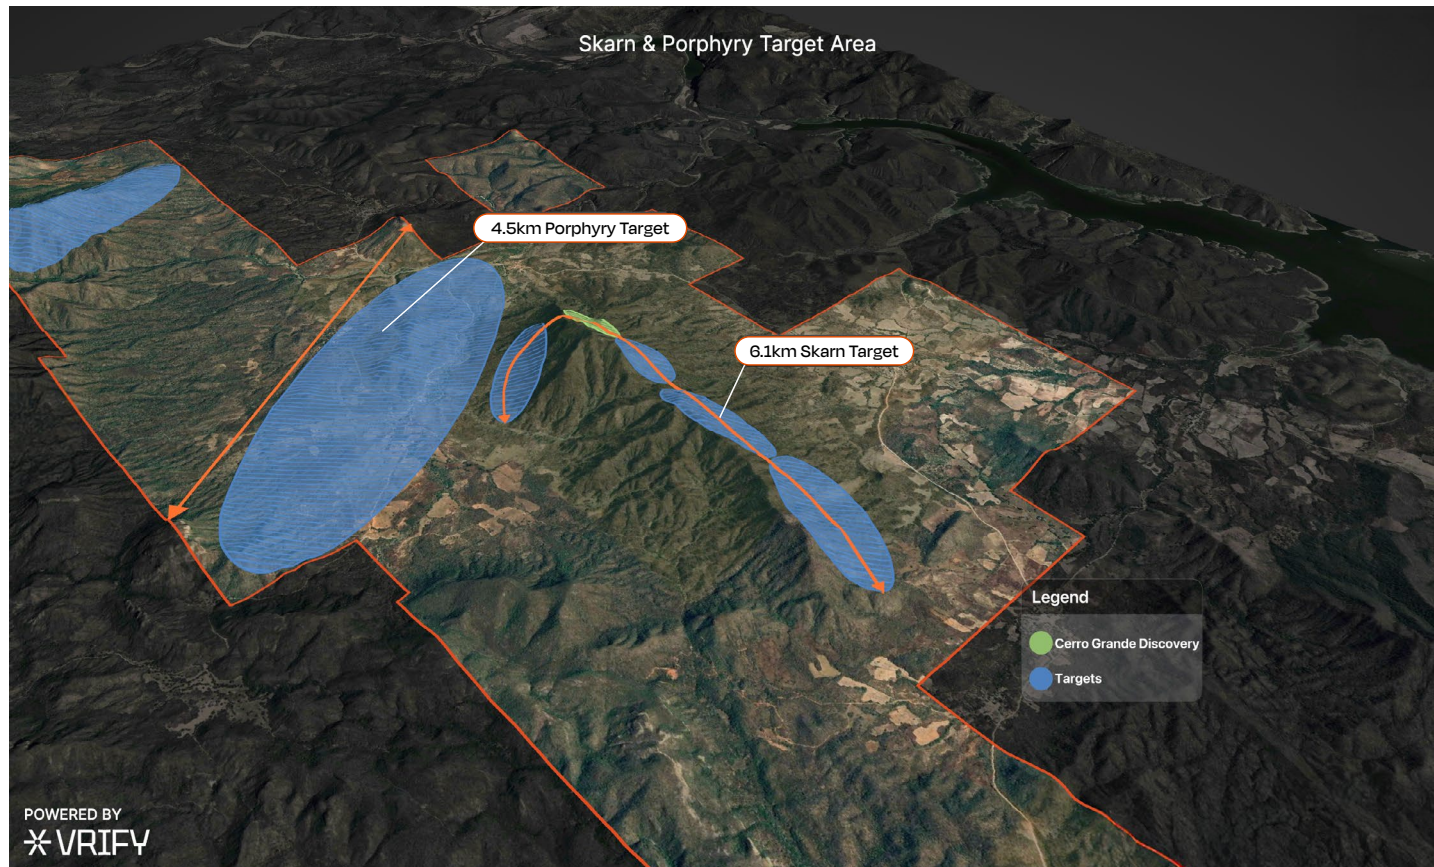 Skarn & Porphyry Target Area
4.5km Porphyry Target
6.1km Skarn Target
Legend
Cerro Grande Discovery
Targets
POWERED BY
VRIFY